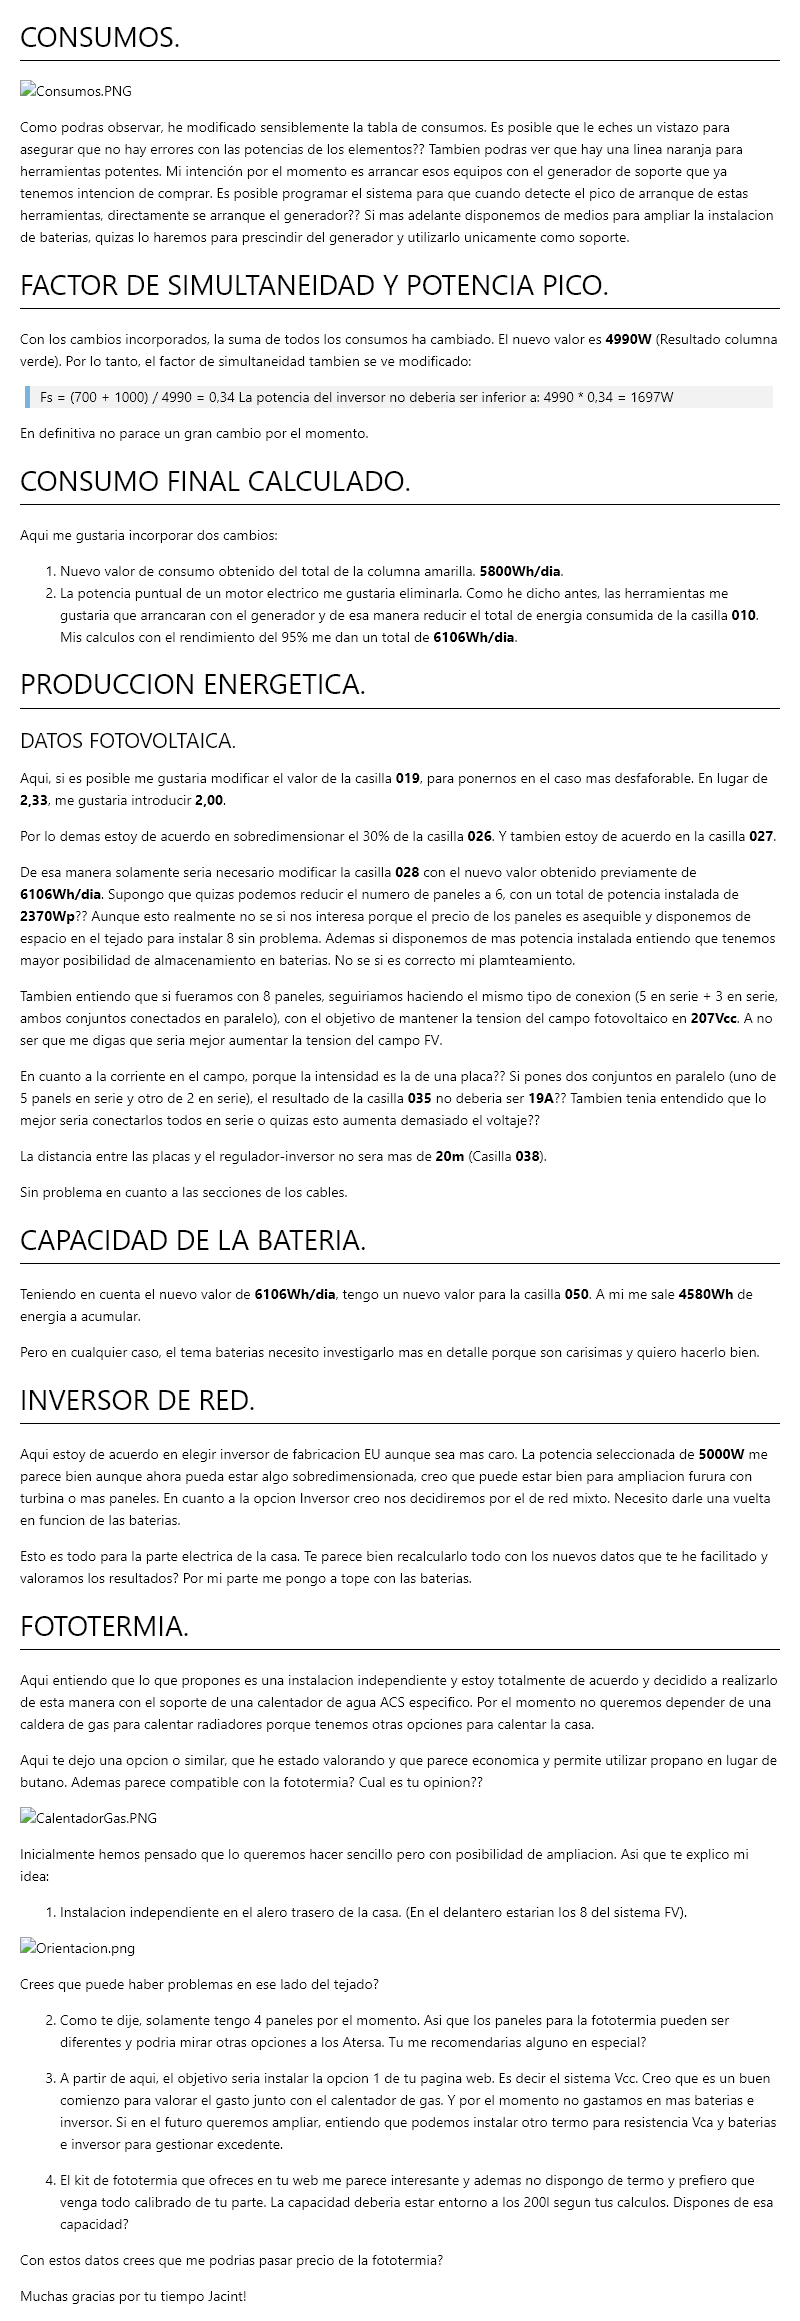 CONSUMOS.
Consumos.PNG
Como podras observar, he modificado sensiblemente la tabla de consumos. Es posible que le eches un vistazo para
asegurar que no hay errores con las potencias de los elementos?? Tambien podras ver que hay una linea naranja para
herramientas potentes. Mi intención por el momento es arrancar esos equipos con el generador de soporte que ya
tenemos intencion de comprar. Es posible programar el sistema para que cuando detecte el pico de arranque de estas
herramientas, directamente se arranque el generador?? Si mas adelante disponemos de medios para ampliar la instalacion
de baterias, quizas lo haremos para prescindir del generador y utilizarlo unicamente como soporte.
FACTOR DE SIMULTANEIDAD Y POTENCIA PICO.
Con los cambios incorporados, la suma de todos los consumos ha cambiado. El nuevo valor es 4990W (Resultado columna
verde). Por lo tanto, el factor de simultaneidad tambien se ve modificado:
Fs = (700 + 1000) / 4990 = 0,34 La potencia del inversor no deberia ser inferior a: 4990 * 0,34 = 1697W
En definitiva no parace un gran cambio por el momento.
CONSUMO FINAL CALCULADO.
Aqui me gustaria incorporar dos cambios:
1. Nuevo valor de consumo obtenido del total de la columna amarilla. 5800Wh/dia.
2. La potencia puntual de un motor electrico me gustaria eliminarla. Como he dicho antes, las herramientas me
gustaria que arrancaran con el generador y de esa manera reducir el total de energia consumida de la casilla 010.
Mis calculos con el rendimiento del 95% me dan un total de 6106Wh/dia.
PRODUCCION ENERGETICA.
DATOS FOTOVOLTAICA.
Aqui, si es posible me gustaria modificar el valor de la casilla 019, para ponernos en el caso mas desfaforable. En lugar de
2,33, me gustaria introducir 2,00.
Por lo demas estoy de acuerdo en sobredimensionar el 30% de la casilla 026. Y tambien estoy de acuerdo en la casilla 027.
De esa manera solamente seria necesario modificar la casilla 028 con el nuevo valor obtenido previamente de
6106Wh/dia. Supongo que quizas podemos reducir el numero de paneles a 6, con un total de potencia instalada de
2370Wp?? Aunque esto realmente no se si nos interesa porque el precio de los paneles es asequible y disponemos de
espacio en el tejado para instalar 8 sin problema. Ademas si disponemos de mas potencia instalada entiendo que tenemos
mayor posibilidad de almacenamiento en baterias. No se si es correcto mi plamteamiento.
Tambien entiendo que si fueramos con 8 paneles, seguiriamos haciendo el mismo tipo de conexion (5 en serie + 3 en serie,
ambos conjuntos conectados en paralelo), con el objetivo de mantener la tension del campo fotovoltaico en 207Vcc. A no
ser que me digas que seria mejor aumentar la tension del campo FV.
En cuanto a la corriente en el campo, porque la intensidad es la de una placa?? Si pones dos conjuntos en paralelo (uno de
5 panels en serie y otro de 2 en serie), el resultado de la casilla 035 no deberia ser 19A?? Tambien tenia entendido que lo
mejor seria conectarlos todos en serie o quizas esto aumenta demasiado el voltaje??
La distancia entre las placas y el regulador-inversor no sera mas de 20m (Casilla 038).
Sin problema en cuanto a las secciones de los cables.
CAPACIDAD DE LA BATERIA.
Teniendo en cuenta el nuevo valor de 6106Wh/dia, tengo un nuevo valor para la casilla 050. A mi me sale 4580Wh de
energia a acumular.
Pero en cualquier caso, el tema baterias necesito investigarlo mas en detalle porque son carisimas y quiero hacerlo bien.
INVERSOR DE RED.
Aqui estoy de acuerdo en elegir inversor de fabricacion EU aunque sea mas caro. La potencia seleccionada de 5000W me
parece bien aunque ahora pueda estar algo sobredimensionada, creo que puede estar bien para ampliacion furura con
turbina o mas paneles. En cuanto a la opcion Inversor creo nos decidiremos por el de red mixto. Necesito darle una vuelta
en funcion de las baterias.
Esto es todo para la parte electrica de la casa. Te parece bien recalcularlo todo con los nuevos datos que te he facilitado y
valoramos los resultados? Por mi parte me pongo a tope con las baterias.
FOTOTERMIA.
Aqui entiendo que lo que propones es una instalacion independiente y estoy totalmente de acuerdo y decidido a realizarlo
de esta manera con el soporte de una calentador de agua ACS especifico. Por el momento no queremos depender de una
caldera de gas para calentar radiadores porque tenemos otras opciones para calentar la casa.
Aqui te dejo una opcion o similar, que he estado valorando y que parece economica y permite utilizar propano en lugar de
butano. Ademas parece compatible con la fototermia? Cual es tu opinion??
CalentadorGas.PNG
Inicialmente hemos pensado que lo queremos hacer sencillo pero con posibilidad de ampliacion. Asi que te explico mi
idea:
1. Instalacion independiente en el alero trasero de la casa. (En el delantero estarian los 8 del sistema FV).
Orientacion.png
Crees que puede haber problemas en ese lado del tejado?
2. Como te dije, solamente tengo 4 paneles por el momento. Asi que los paneles para la fototermia pueden ser
diferentes y podria mirar otras opciones a los Atersa. Tu me recomendarias alguno en especial?
3. A partir de aqui, el objetivo seria instalar la opcion 1 de tu pagina web. Es decir el sistema Vcc. Creo que es un buen
comienzo para valorar el gasto junto con el calentador de gas. Y por el momento no gastamos en mas baterias e
inversor. Si en el futuro queremos ampliar, entiendo que podemos instalar otro termo para resistencia Vca y baterias
e inversor para gestionar excedente.
4. El kit de fototermia que ofreces en tu web me parece interesante y ademas no dispongo de termo y prefiero que
venga todo calibrado de tu parte. La capacidad deberia estar entorno a los 200l segun tus calculos. Dispones de esa
capacidad?
Con estos datos crees que me podrias pasar precio de la fototermia?
Muchas gracias por tu tiempo Jacint!